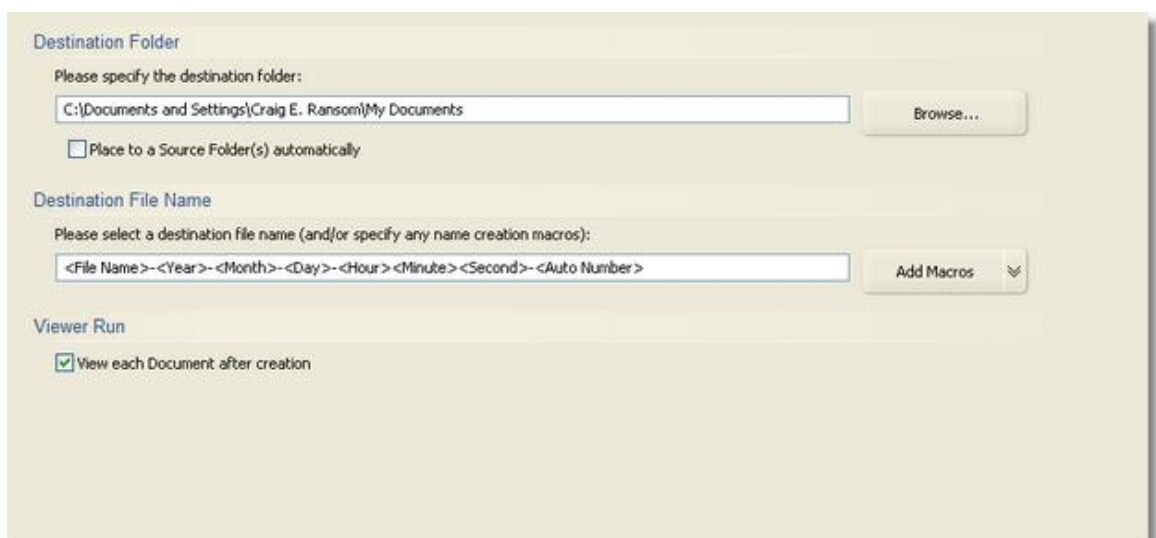 Destination Folder
Please specify the destination folder:
C:\Documents and Settings\Craig E. Ransom\My Documents
Browse...
Place to a Source Folder(s) automatically
Destination File Name
Please select a destination file name (and/or specify any name creation macros):
<File Name>-<Year>-<Month>-<Day>-<Hour><Minute><Second>-<Auto Number>
Add Macros
Viewer Run
View each Document after creation